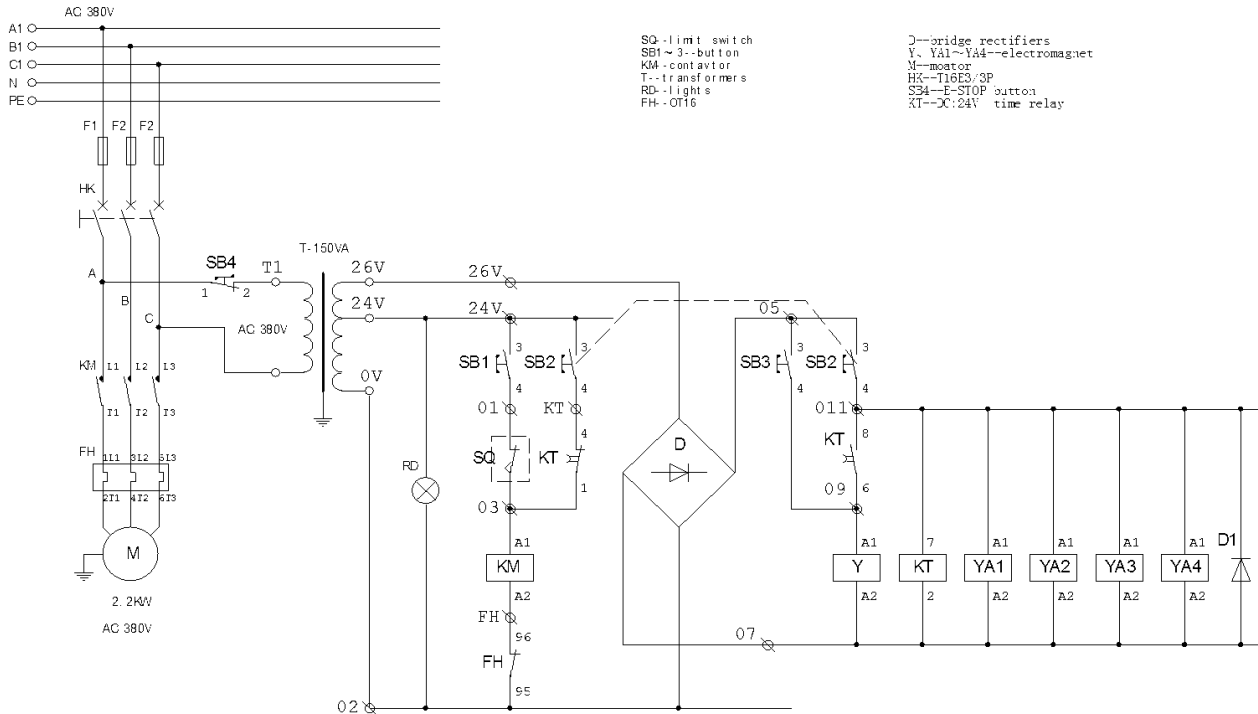 AC 380V
A1
B1
C1
N
PE
SQ--limit switch
SB1~3--button
KM--contavtor
T--transformers
RD--lights
FH--OT16
D--bridge rectifiers
Y、YA1~YA4--electromagnet
M--moator
HK--T16E3/3P
SB4--E-STOP button
KT--DC:24V time relay
F1 F2 F2
HK
A
B
C
SB4
1 2
T1
T-150VA
AC 380V
26V
24V
0V
26V
24V
05
3 3 3 3
SB1 SB2 SB3 SB2
4 4 4 4
01 KT 011
KM L1 L2 L3
T1 T2 T3
SQ KT 4
1
D
KT 8
6
09
RD
03
FH 1L1 3L2 5L3
2T1 4T2 6T3
M
2.2KW
AC 380V
A1
KM
A2
FH
96
FH
95
02
07
A1 7 A1 A1 A1 A1 D1
Y KT YA1 YA2 YA3 YA4
A2 2 A2 A2 A2 A2